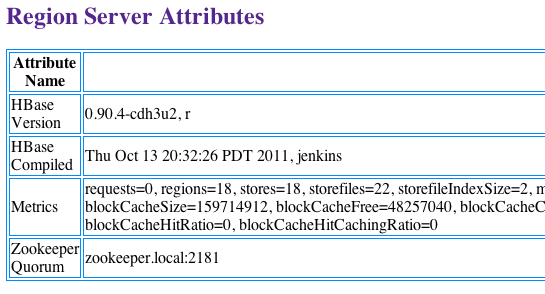 Region Server Attributes
Attribute
Name
HBase
Version
0.90.4-cdh3u2, r
HBase
Compiled
Thu Oct 13 20:32:26 PDT 2011, jenkins
Metrics
requests=0, regions=18, stores=18, storefiles=22, storefileIndexSize=2, m
blockCacheSize=159714912, blockCacheFree=48257040, blockCacheC
blockCacheHitRatio=0, blockCacheHitCachingRatio=0
Zookeeper
Quorum
zookeeper.local:2181